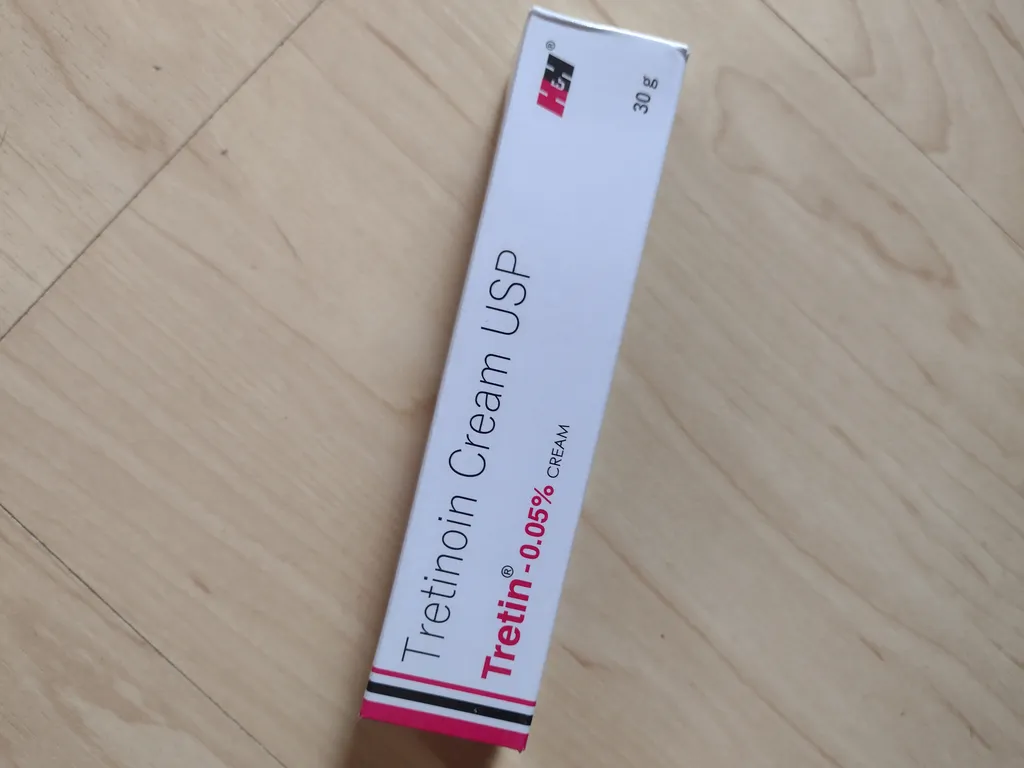 H&H®
30 g
Tretinoin Cream USP
Tretin®-0.05% CREAM